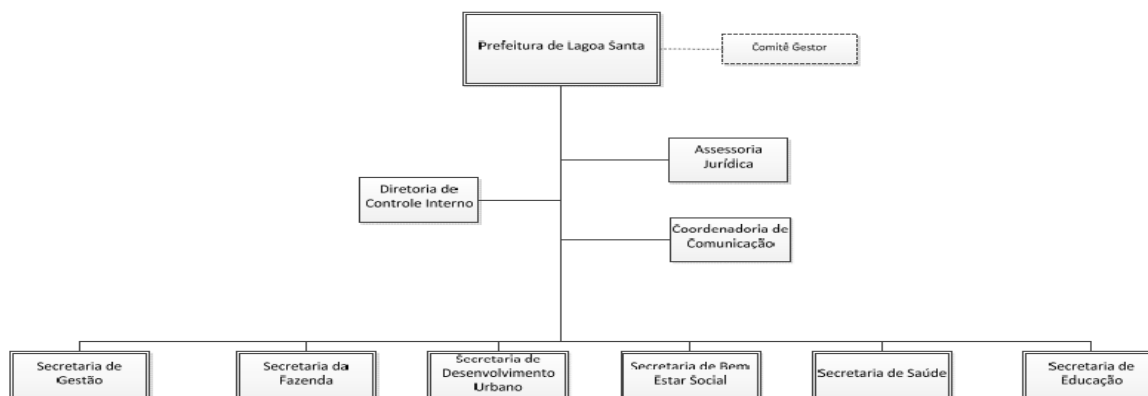 Prefeitura de Lagoa Santa
Comitê Gestor
Assessoria
Jurídica
Diretoria de
Controle Interno
Coordenadoria de
Comunicação
Secretaria de
Gestão
Secretaria da
Fazenda
Secretaria de
Desenvolvimento
Urbano
Secretaria de Bem
Estar Social
Secretaria de Saúde
Secretaria de
Educação